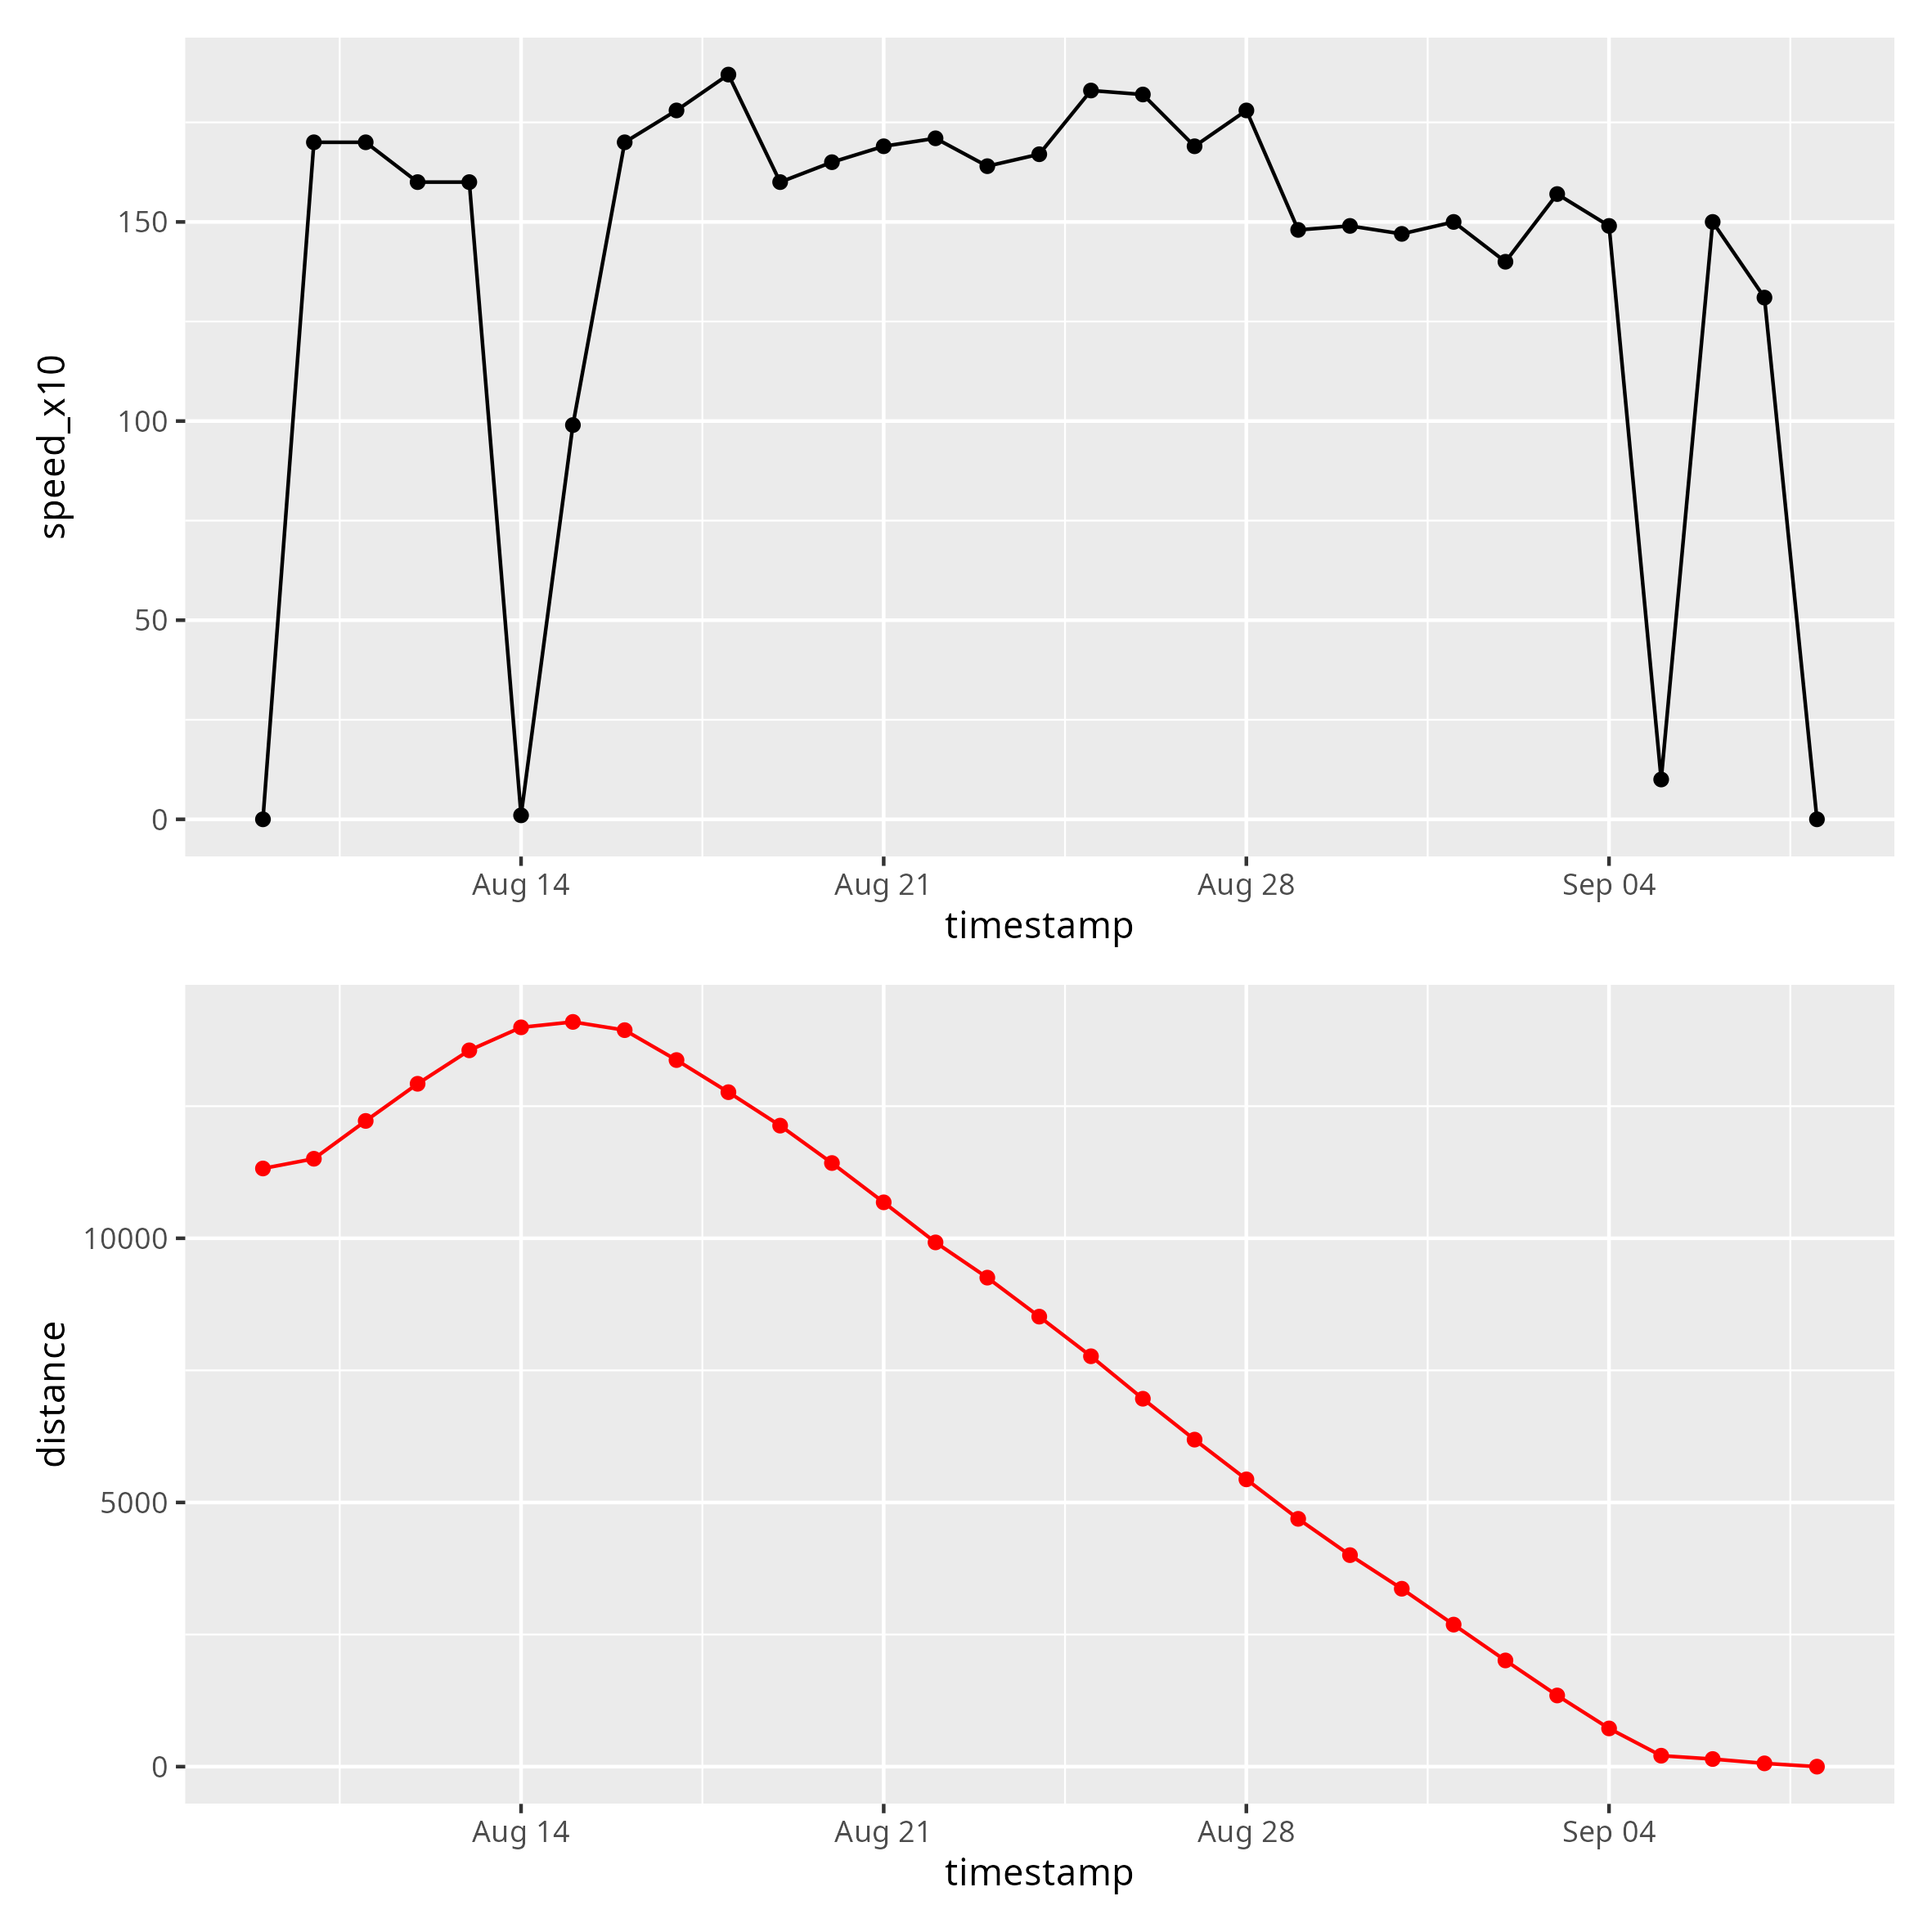 speed_x10
150
100
50
0
Aug 14 Aug 21 Aug 28 Sep 04
timestamp
distance
10000
5000
0
Aug 14 Aug 21 Aug 28 Sep 04
timestamp